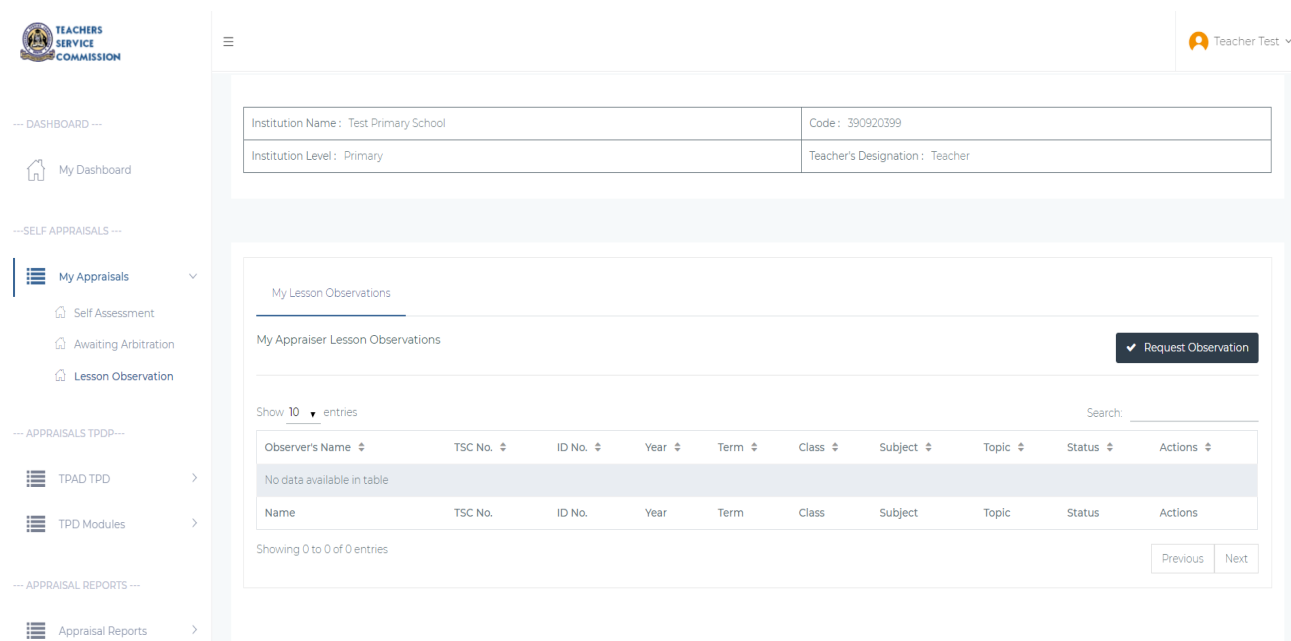 TEACHERS
SERVICE
COMMISSION
Teacher Test
--- DASHBOARD ---
My Dashboard
---SELF APPRAISALS ---
My Appraisals
Self Assessment
Awaiting Arbitration
Lesson Observation
--- APPRAISALS TPDP---
TPAD TPD
TPD Modules
--- APPRAISAL REPORTS ---
Appraisal Reports
Institution Name : Test Primary School Code : 390920399
Institution Level : Primary Teacher's Designation : Teacher
My Lesson Observations
My Appraiser Lesson Observations
Request Observation
Show 10 entries Search:
Observer's Name TSC No. ID No. Year Term Class Subject Topic Status Actions
No data available in table
Name TSC No. ID No. Year Term Class Subject Topic Status Actions
Showing 0 to 0 of 0 entries
Previous Next